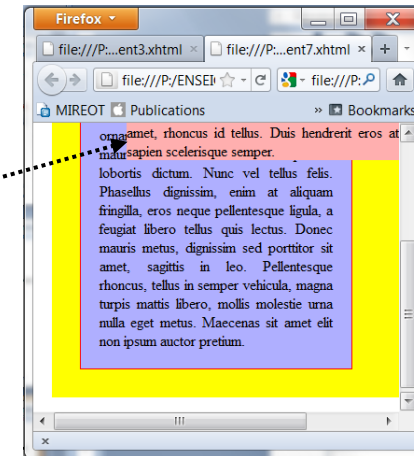 Firefox
file:///P:...ent3.xhtml × file:///P:...ent7.xhtml × +
file:///P:/ENSEI file:///P:
MIREOT Publications » Bookmarks
amet, rhoncus id tellus. Duis hendrerit eros at
sapien scelerisque semper.
lobortis dictum. Nunc vel tellus felis.
Phasellus dignissim, enim at aliquam
fringilla, eros neque pellentesque ligula, a
feugiat libero tellus quis lectus. Donec
mauris metus, dignissim sed porttitor sit
amet, sagittis in leo. Pellentesque
rhoncus, tellus in semper vehicula, magna
turpis mattis libero, mollis molestie urna
nulla eget metus. Maecenas sit amet elit
non ipsum auctor pretium.
×